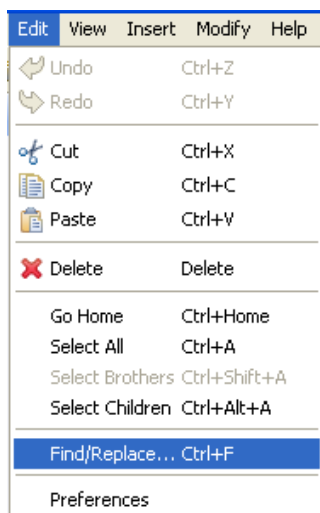 Edit View Insert Modify Help
Undo Ctrl+Z
Redo Ctrl+Y
Cut Ctrl+X
Copy Ctrl+C
Paste Ctrl+V
Delete Delete
Go Home Ctrl+Home
Select All Ctrl+A
Select Brothers Ctrl+Shift+A
Select Children Ctrl+Alt+A
Find/Replace... Ctrl+F
Preferences